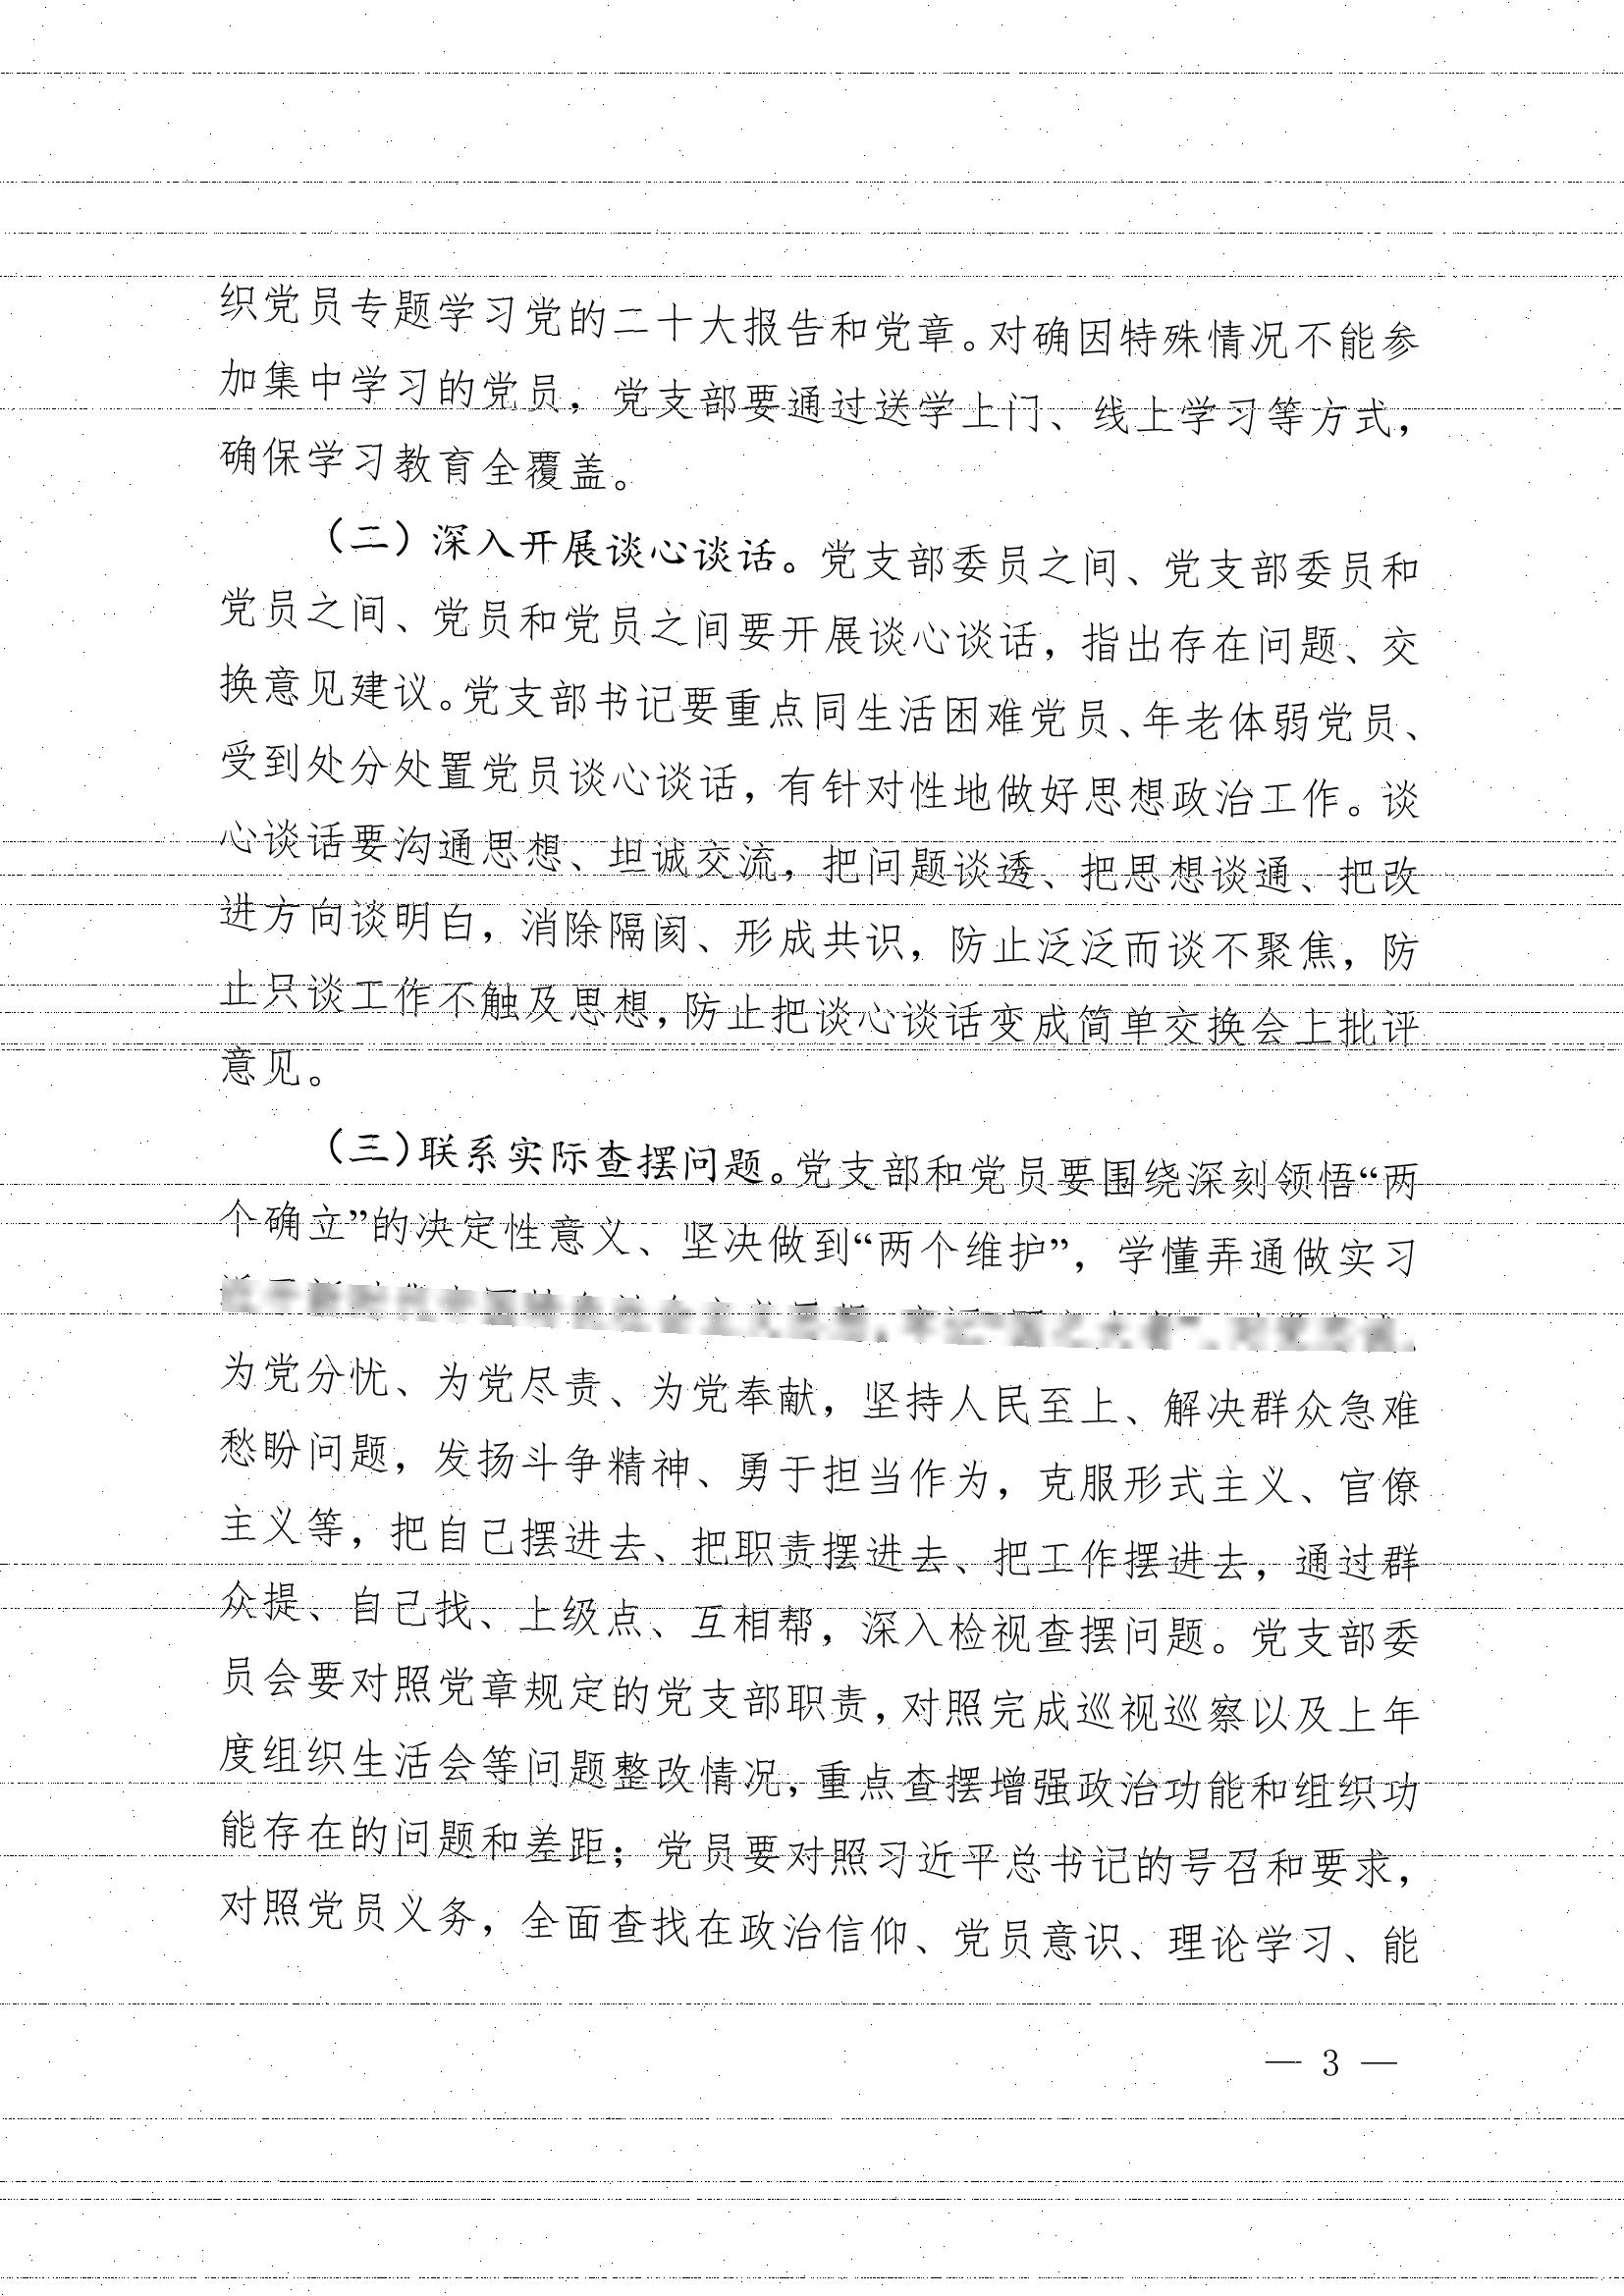 织党员专题学习党的二十大报告和党章。对确因特殊情况不能参
加集中学习的党员，党支部要通过送学上门、线上学习等方式，
确保学习教育全覆盖。
（二）深入开展谈心谈话。党支部委员之间、党支部委员和
党员之间、党员和党员之间要开展谈心谈话，指出存在问题、交
换意见建议。党支部书记要重点同生活困难党员、年老体弱党员、
受到处分处置党员谈心谈话，有针对性地做好思想政治工作。谈
心谈话要沟通思想、坦诚交流，把问题谈透、把思想谈通、把改
进方向谈明白，消除隔阂、形成共识，防止泛泛而谈不聚焦，防
止只谈工作不触及思想，防止把谈心谈话变成简单交换会上批评
意见。
（三）联系实际查摆问题。党支部和党员要围绕深刻领悟“两
个确立”的决定性意义、坚决做到“两个维护”，学懂弄通做实习
为党分忧、为党尽责、为党奉献，坚持人民至上、解决群众急难
愁盼问题，发扬斗争精神、勇于担当作为，克服形式主义、官僚
主义等，把自己摆进去、把职责摆进去、把工作摆进去，通过群
众提、自己找、上级点、互相帮，深入检视查摆问题。党支部委
员会要对照党章规定的党支部职责，对照完成巡视巡察以及上年
度组织生活会等问题整改情况，重点查摆增强政治功能和组织功
能存在的问题和差距；党员要对照习近平总书记的号召和要求，
对照党员义务，全面查找在政治信仰、党员意识、理论学习、能
— 3 —